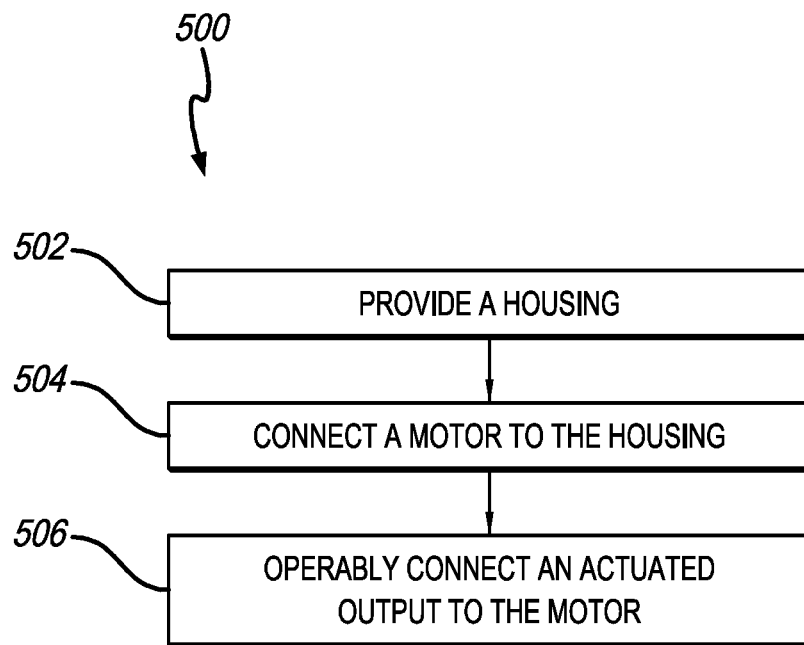 500
502
PROVIDE A HOUSING
504
CONNECT A MOTOR TO THE HOUSING
506
OPERABLY CONNECT AN ACTUATED
OUTPUT TO THE MOTOR